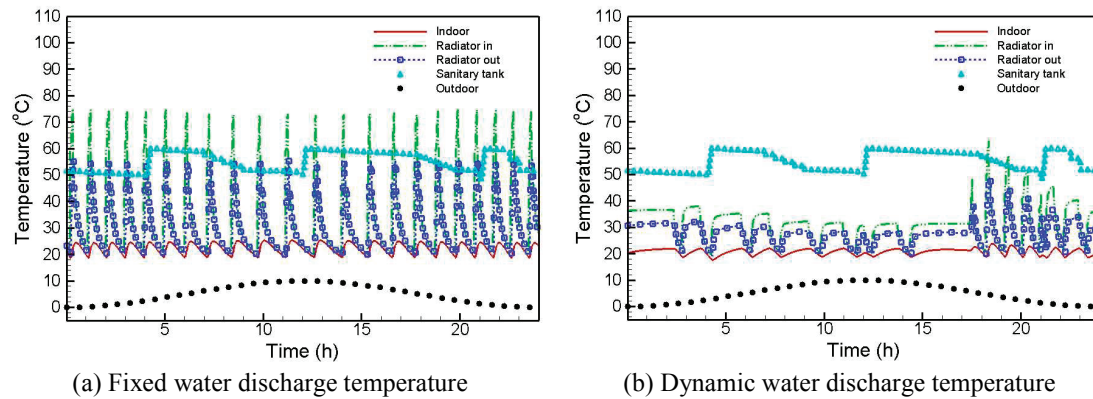 110
100
90
80
70
60
50
40
30
20
10
0
Temperature (°C)
Indoor
Radiator in
Radiator out
Sanitary tank
Outdoor
5 10 15 20
Time (h)
(a) Fixed water discharge temperature
110
100
90
80
70
60
50
40
30
20
10
0
Temperature (°C)
Indoor
Radiator in
Radiator out
Sanitary tank
Outdoor
5 10 15 20
Time (h)
(b) Dynamic water discharge temperature